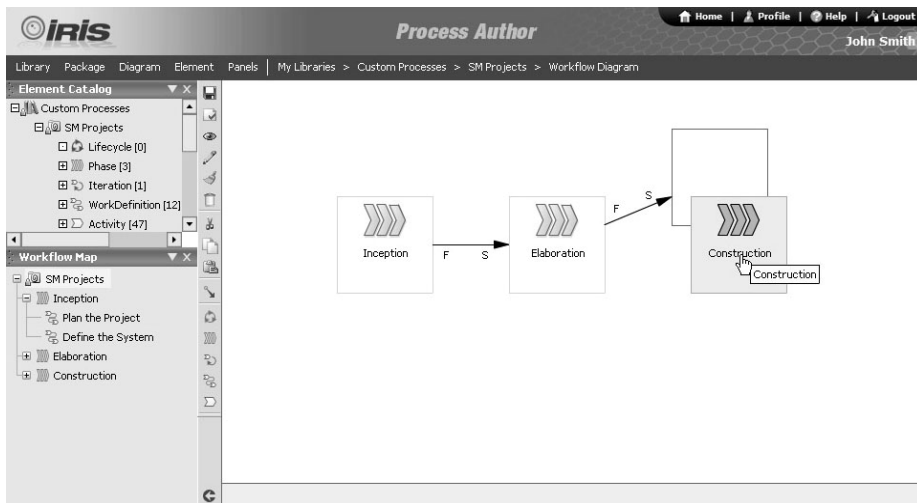 iRiS
Process Author
Home | Profile | Help | Logout
John Smith
Library Package Diagram Element Panels | My Libraries > Custom Processes > SM Projects > Workflow Diagram
Element Catalog
Custom Processes
SM Projects
Lifecycle [0]
Phase [3]
Iteration [1]
WorkDefinition [12]
Activity [47]
Workflow Map
SM Projects
Inception
Plan the Project
Define the System
Elaboration
Construction
Inception
F S
Elaboration
F S
Construction
Construction